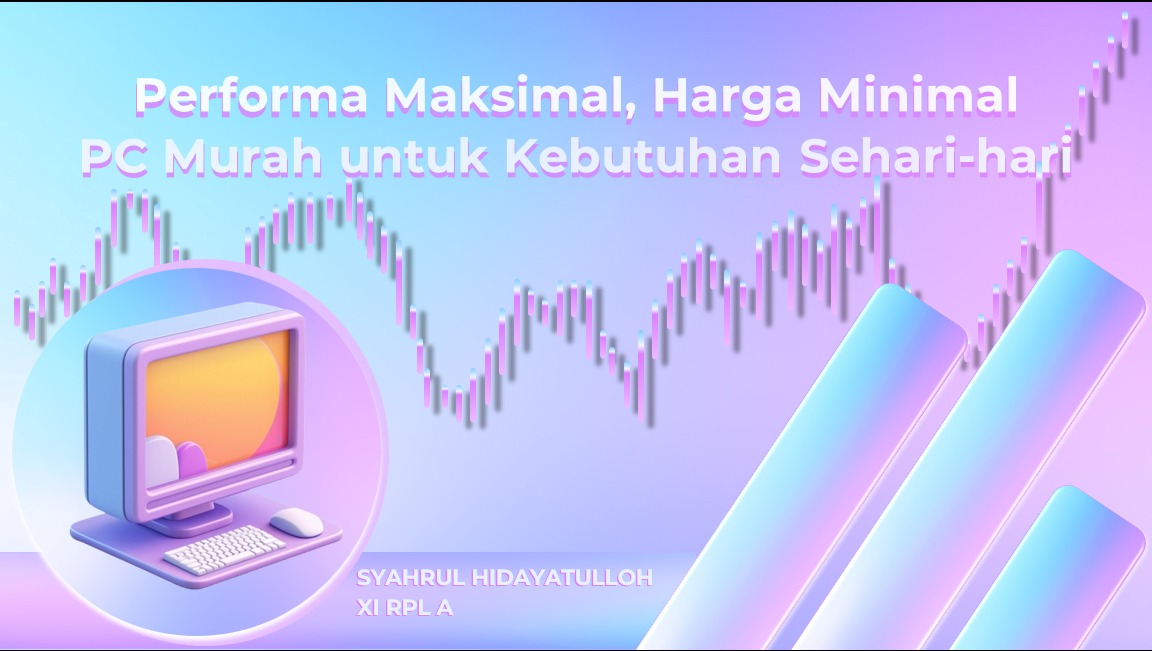 Performa Maksimal, Harga Minimal
PC Murah untuk Kebutuhan Sehari-hari
SYAHRUL HIDAYATULLOH
XI RPL A